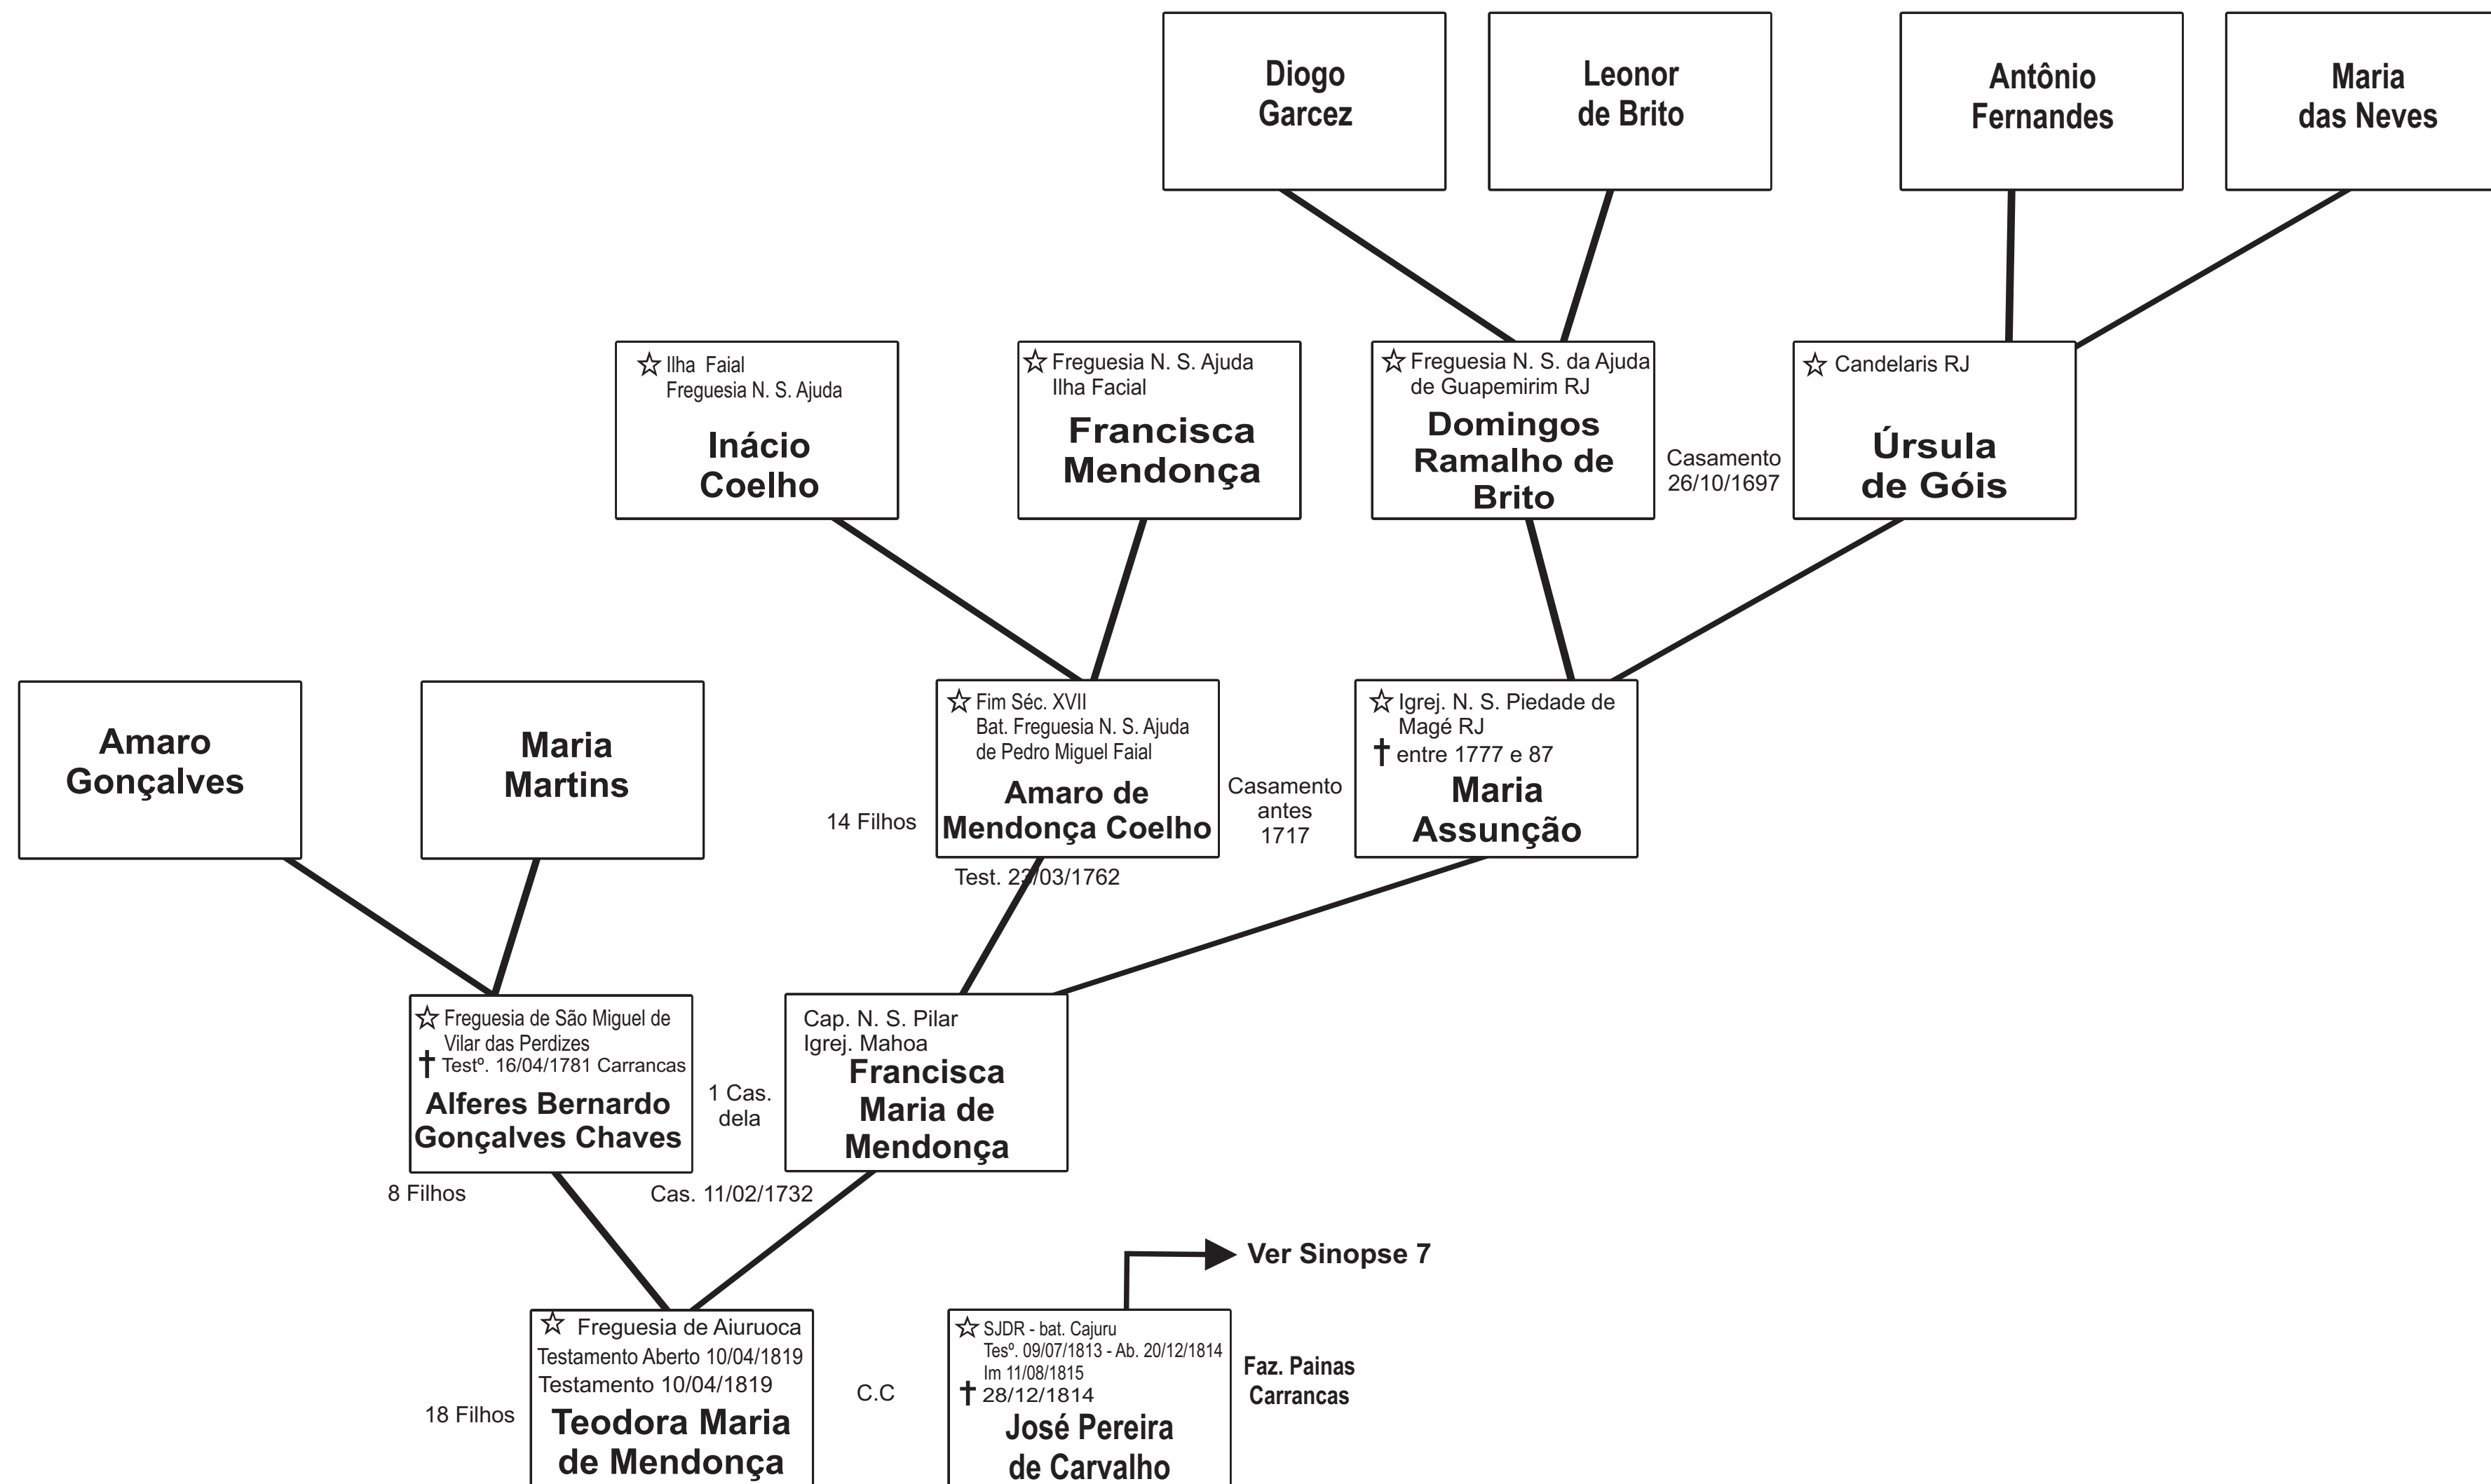 Diogo
Garcez
Leonor
de Brito
Antônio
Fernandes
Maria
das Neves
Ilha Faial
Freguesia N. S. Ajuda
Inácio
Coelho
Freguesia N. S. Ajuda
Ilha Facial
Francisca
Mendonça
Freguesia N. S. da Ajuda
de Guapemirim RJ
Domingos
Ramalho de
Brito
Casamento
26/10/1697
Candelaris RJ
Úrsula
de Góis
Amaro
Gonçalves
Maria
Martins
14 Filhos
Fim Séc. XVII
Bat. Freguesia N. S. Ajuda
de Pedro Miguel Faial
Amaro de
Mendonça Coelho
Test. 23/03/1762
Casamento
antes
1717
Igrej. N. S. Piedade de
Magé RJ
entre 1777 e 87
Maria
Assunção
Freguesia de São Miguel de
Vilar das Perdizes
Testº. 16/04/1781 Carrancas
Alferes Bernardo
Gonçalves Chaves
8 Filhos
1 Cas.
dela
Cas. 11/02/1732
Cap. N. S. Pilar
Igrej. Mahoa
Francisca
Maria de
Mendonça
Ver Sinopse 7
18 Filhos
Freguesia de Aiuruoca
Testamento Aberto 10/04/1819
Testamento 10/04/1819
Teodora Maria
de Mendonça
C.C
SJDR - bat. Cajuru
Tesº. 09/07/1813 - Ab. 20/12/1814
Im 11/08/1815
28/12/1814
José Pereira
de Carvalho
Faz. Painas
Carrancas